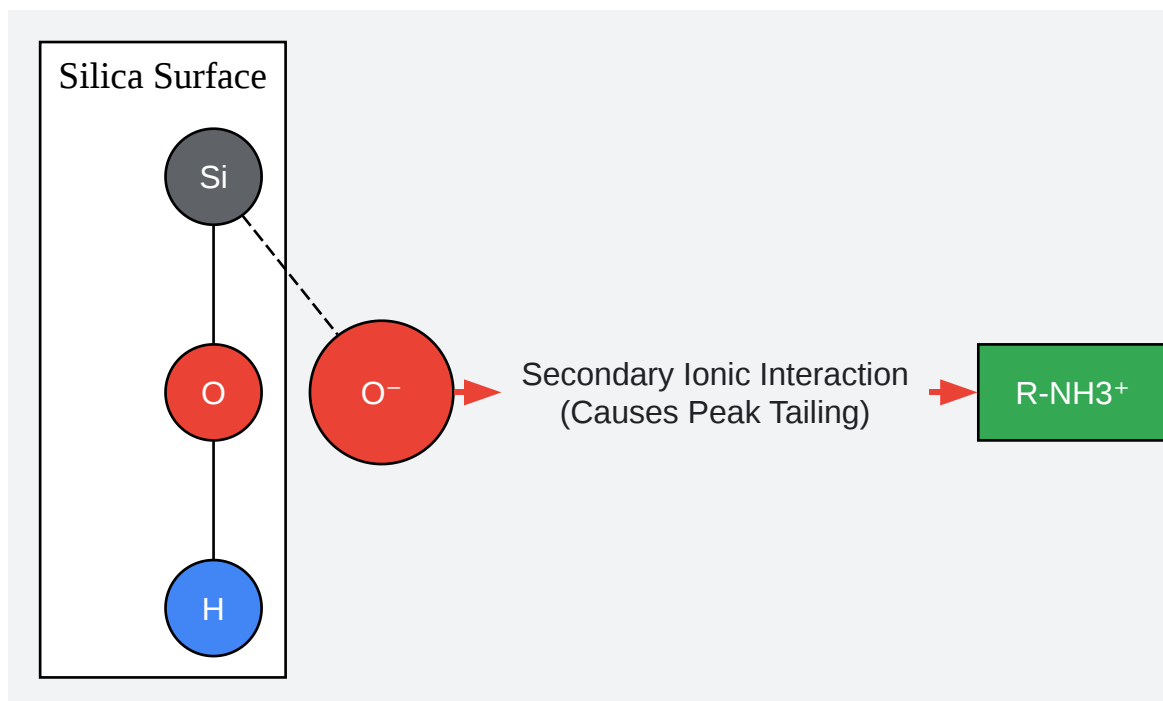 Silica Surface
Si
O
O⁻
Secondary Ionic Interaction
(Causes Peak Tailing)
R-NH3⁺
H